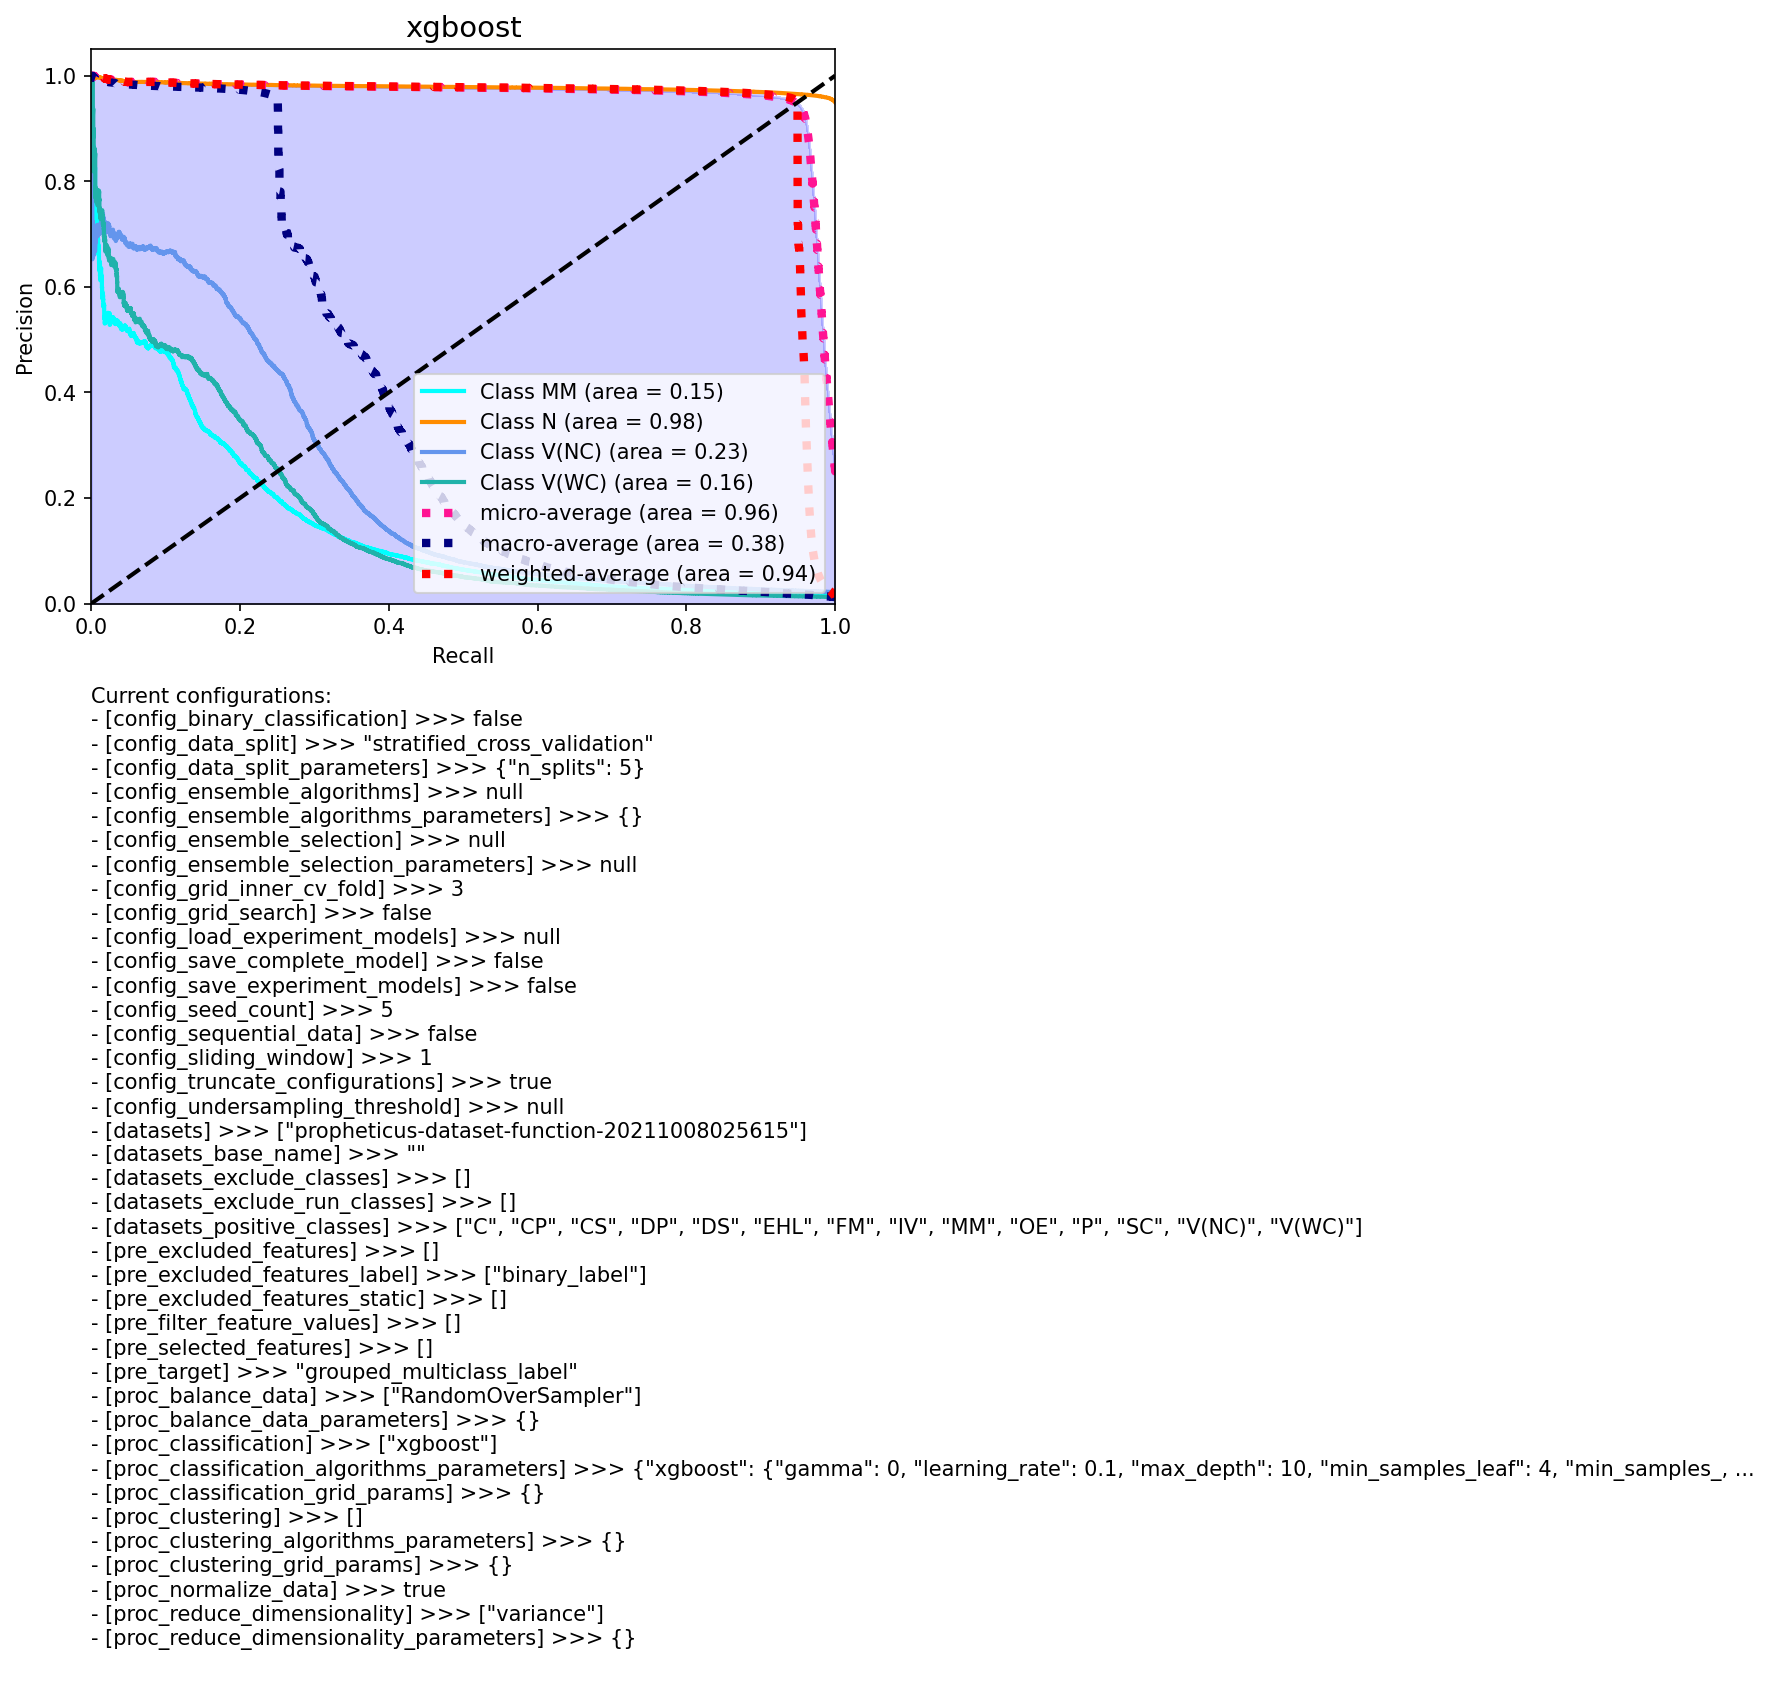 xgboost
1.0
0.8
0.6
0.4
0.2
0.0
Precision
Class MM (area = 0.15)
Class N (area = 0.98)
Class V(NC) (area = 0.23)
Class V(WC) (area = 0.16)
micro-average (area = 0.96)
macro-average (area = 0.38)
weighted-average (area = 0.94)
0.0 0.2 0.4 0.6 0.8 1.0
Recall
Current configurations:
- [config_binary_classification] >>> false
- [config_data_split] >>> "stratified_cross_validation"
- [config_data_split_parameters] >>> {"n_splits": 5}
- [config_ensemble_algorithms] >>> null
- [config_ensemble_algorithms_parameters] >>> {}
- [config_ensemble_selection] >>> null
- [config_ensemble_selection_parameters] >>> null
- [config_grid_inner_cv_fold] >>> 3
- [config_grid_search] >>> false
- [config_load_experiment_models] >>> null
- [config_save_complete_model] >>> false
- [config_save_experiment_models] >>> false
- [config_seed_count] >>> 5
- [config_sequential_data] >>> false
- [config_sliding_window] >>> 1
- [config_truncate_configurations] >>> true
- [config_undersampling_threshold] >>> null
- [datasets] >>> ["propheticus-dataset-function-20211008025615"]
- [datasets_base_name] >>> ""
- [datasets_exclude_classes] >>> []
- [datasets_exclude_run_classes] >>> []
- [datasets_positive_classes] >>> ["C", "CP", "CS", "DP", "DS", "EHL", "FM", "IV", "MM", "OE", "P", "SC", "V(NC)", "V(WC)"]
- [pre_excluded_features] >>> []
- [pre_excluded_features_label] >>> ["binary_label"]
- [pre_excluded_features_static] >>> []
- [pre_filter_feature_values] >>> []
- [pre_selected_features] >>> []
- [pre_target] >>> "grouped_multiclass_label"
- [proc_balance_data] >>> ["RandomOverSampler"]
- [proc_balance_data_parameters] >>> {}
- [proc_classification] >>> ["xgboost"]
- [proc_classification_algorithms_parameters] >>> {"xgboost": {"gamma": 0, "learning_rate": 0.1, "max_depth": 10, "min_samples_leaf": 4, "min_samples_, ...
- [proc_classification_grid_params] >>> {}
- [proc_clustering] >>> []
- [proc_clustering_algorithms_parameters] >>> {}
- [proc_clustering_grid_params] >>> {}
- [proc_normalize_data] >>> true
- [proc_reduce_dimensionality] >>> ["variance"]
- [proc_reduce_dimensionality_parameters] >>> {}